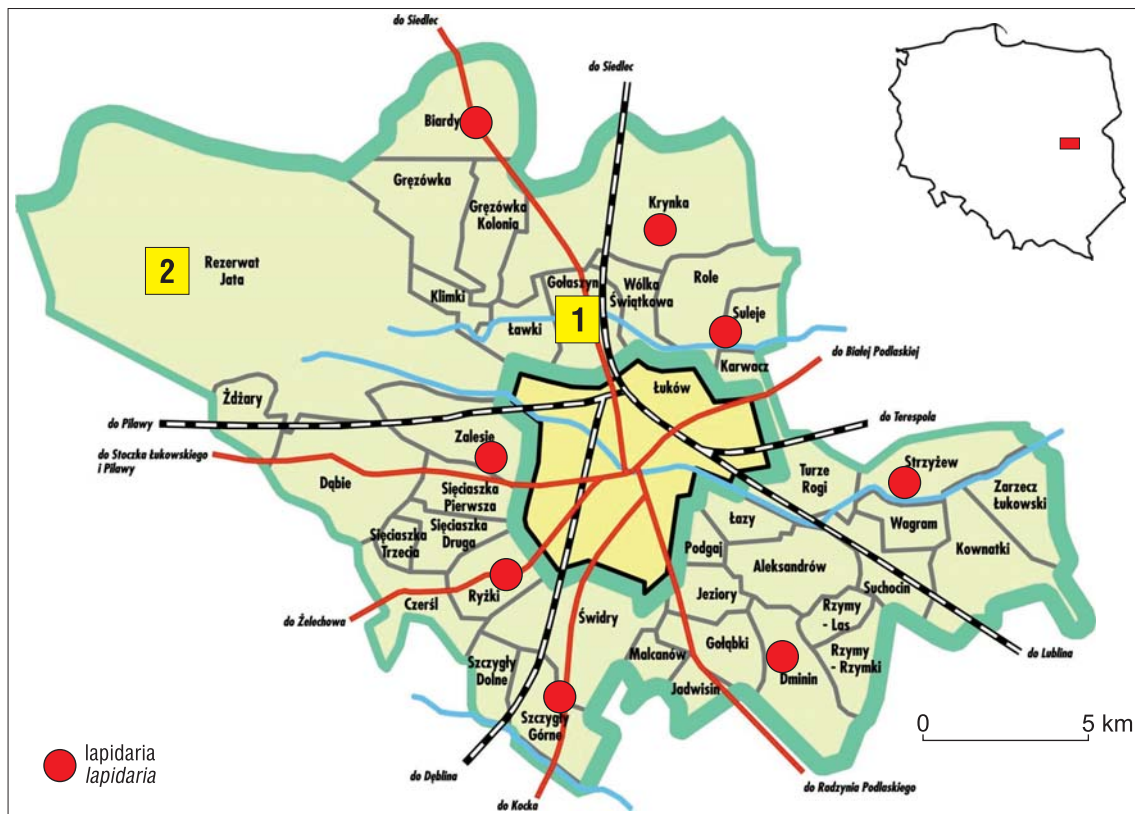 do Siedlec
do Siedlec
Biardy
Gręzówka
Gręzówka
Kolonia
Krynka
2
Rezerwat
Jata
Klimki
Gołaszyn
Wólka
Świątkowa
Role
Suleje
1
Ławki
Karwacz
do Białej Podlaskiej
Łuków
Żdżary
do Piławy
do Terespola
Zalesie
do Stoczka Łukowskiego
i Piławy
Strzyżew
Turze
Rogi
Dąbie
Sięciaszka
Pierwsza
Zarzecz
Łukowski
Łazy
Wagram
Sięciaszka
Trzecia
Sięciaszka
Druga
Podgaj
Kownatki
Aleksandrów
Suchocin
Ryżki
Jeziory
Czerśl
Rzymy
- Las
do Żelechowa
Świdry
Gołąbki
Malcanów
Rzymy
- Rzymki
do Lublina
Szczygły
Dolne
Dminin
Jadwisin
Szczygły
Górne
0 5 km
lapidaria
lapidaria
do Dęblina
do Kocka
do Radzynia Podlaskiego